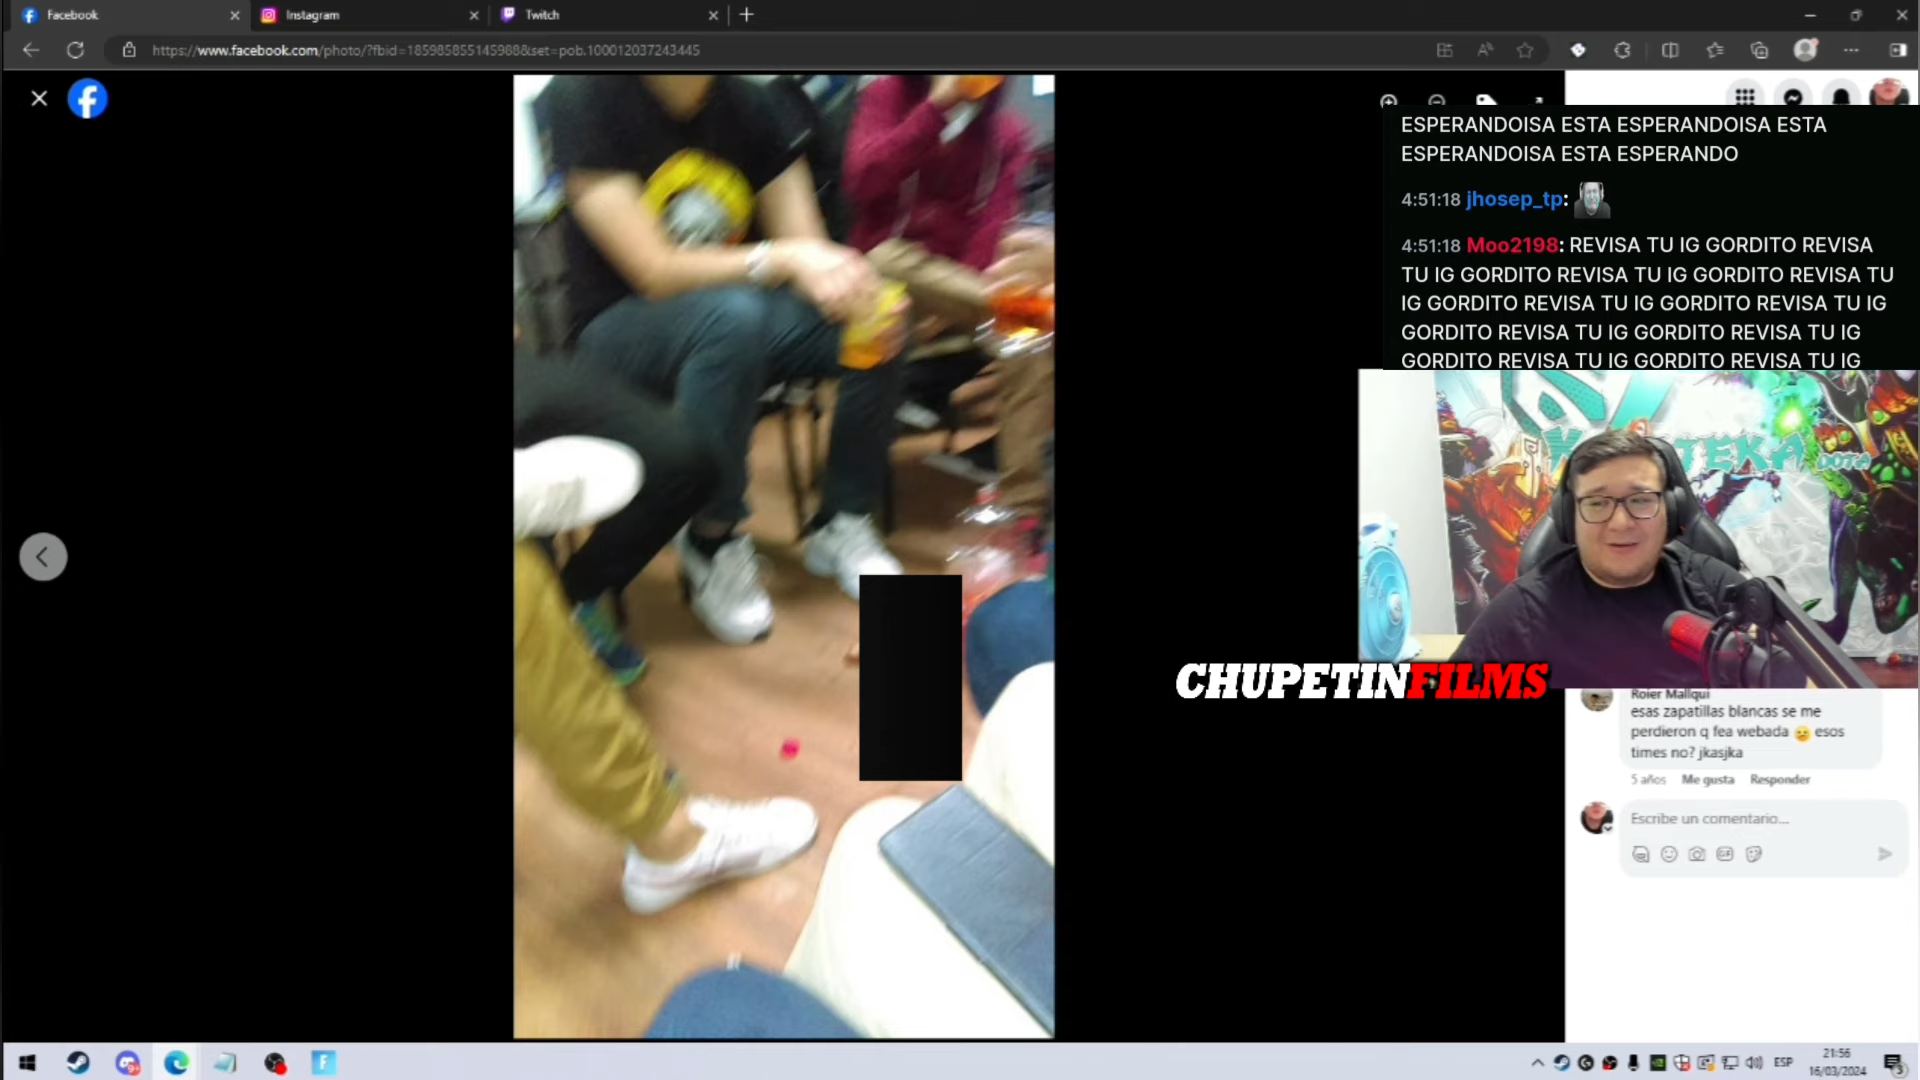 Facebook
Instagram
Twitch
https://www.facebook.com/photo/?fbid=185985855145988&set=pob.100012037243445
ESPERANDOISA ESTA ESPERANDOISA ESTA
ESPERANDOISA ESTA ESPERANDO
4:51:18 jhosep_tp:
4:51:18 Moo2198: REVISA TU IG GORDITO REVISA
TU IG GORDITO REVISA TU IG GORDITO REVISA TU
IG GORDITO REVISA TU IG GORDITO REVISA TU IG
GORDITO REVISA TU IG GORDITO REVISA TU IG
GORDITO REVISA TU IG GORDITO REVISA TU IG
DOTA
CHUPETINFILMS
Roier Mallqui
esas zapatillas blancas se me
perdieron q fea webada 😕 esos
times no? jkasjka
5 años Me gusta Responder
Escribe un comentario...
GIF
ESP
21:56
16/03/2024
3